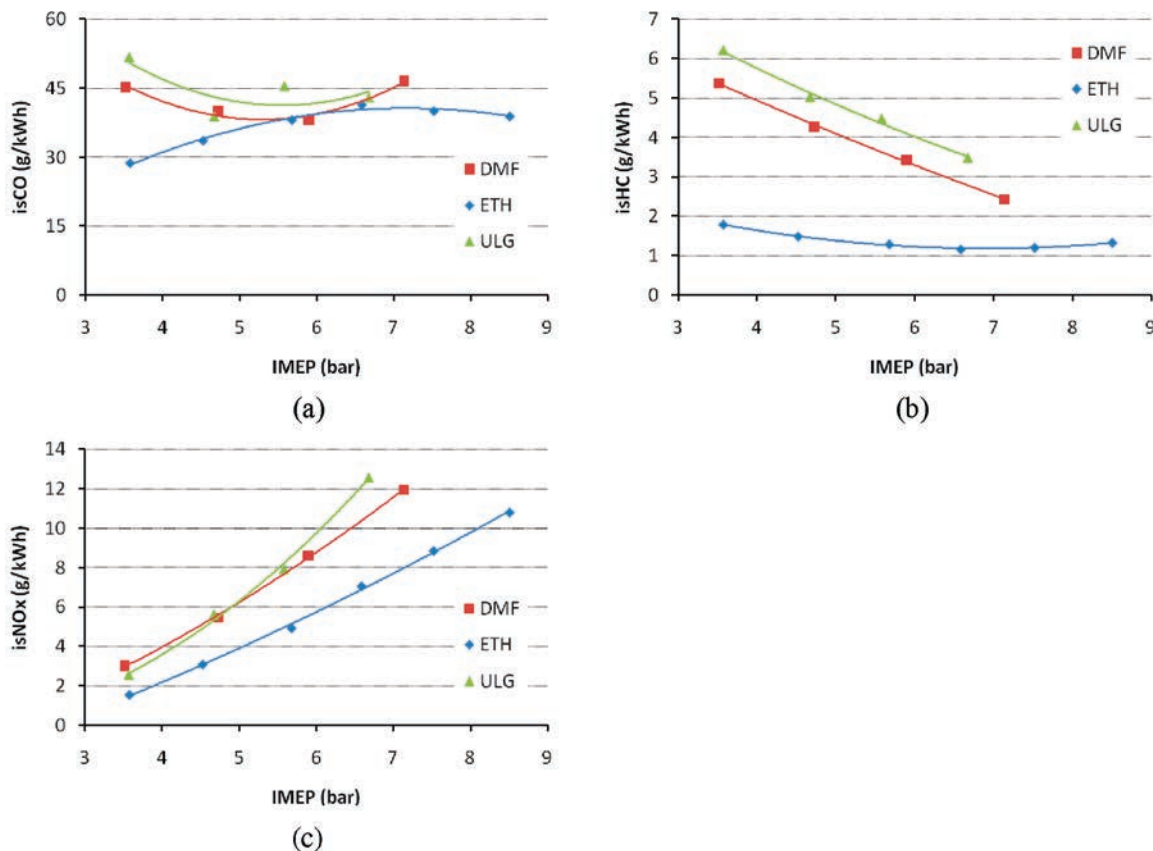 60
45
30
15
0
isCO (g/kWh)
DMF
ETH
ULG
3 4 5 6 7 8 9
IMEP (bar)
(a)
7
6
5
4
3
2
1
0
isHC (g/kWh)
DMF
ETH
ULG
3 4 5 6 7 8 9
IMEP (bar)
(b)
14
12
10
8
6
4
2
0
isNOx (g/kWh)
DMF
ETH
ULG
3 4 5 6 7 8 9
IMEP (bar)
(c)